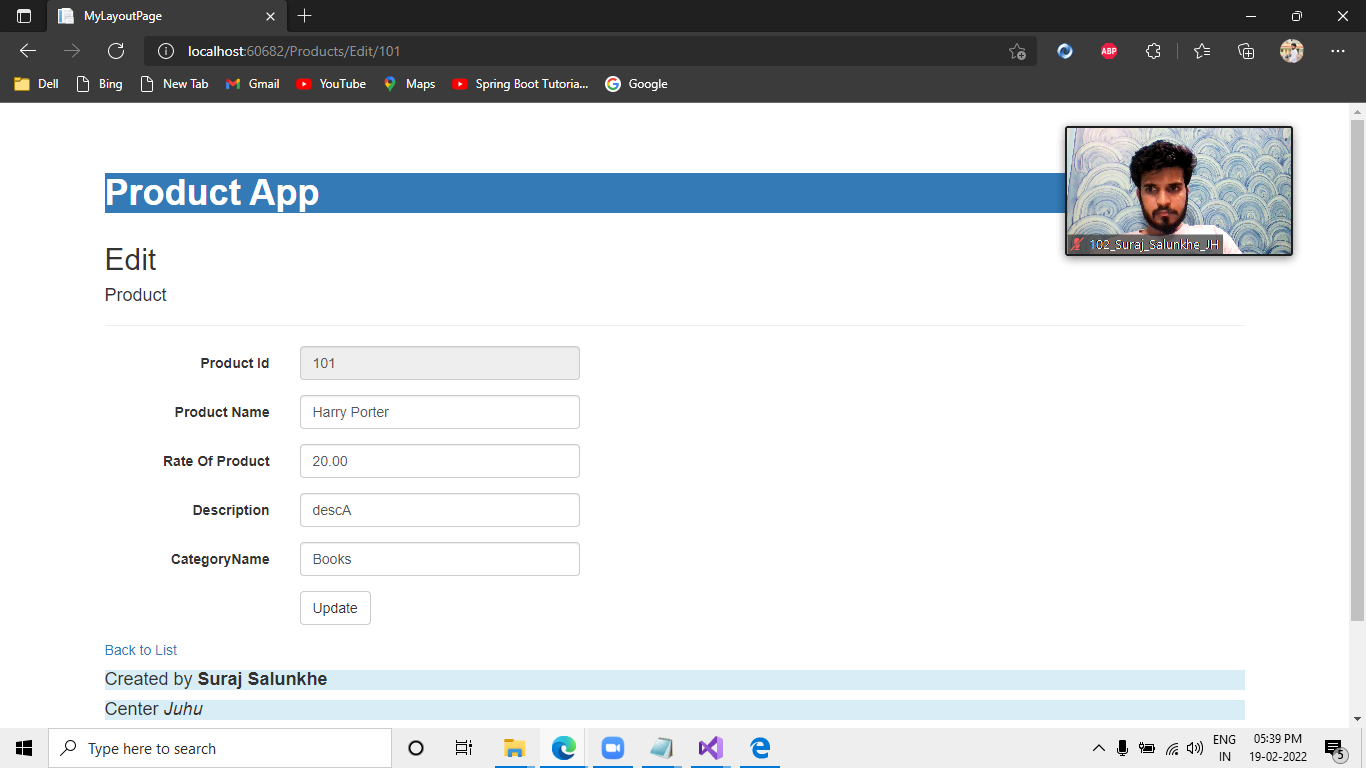 MyLayoutPage
localhost:60682/Products/Edit/101
ABP
Dell Bing New Tab Gmail YouTube Maps Spring Boot Tutoria... Google
Product App
102_Suraj_Salunkhe_JH
Edit
Product
Product Id 101
Product Name Harry Porter
Rate Of Product 20.00
Description descA
CategoryName Books
Update
Back to List
Created by Suraj Salunkhe
Center Juhu
Type here to search
ENG
IN
05:39 PM
19-02-2022
5